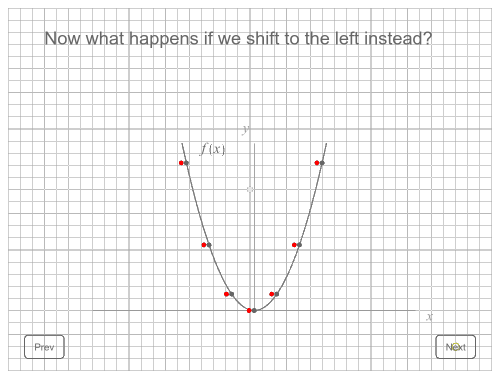 Now what happens if we shift to the left instead?
y
f(x)
x
Prev
Next